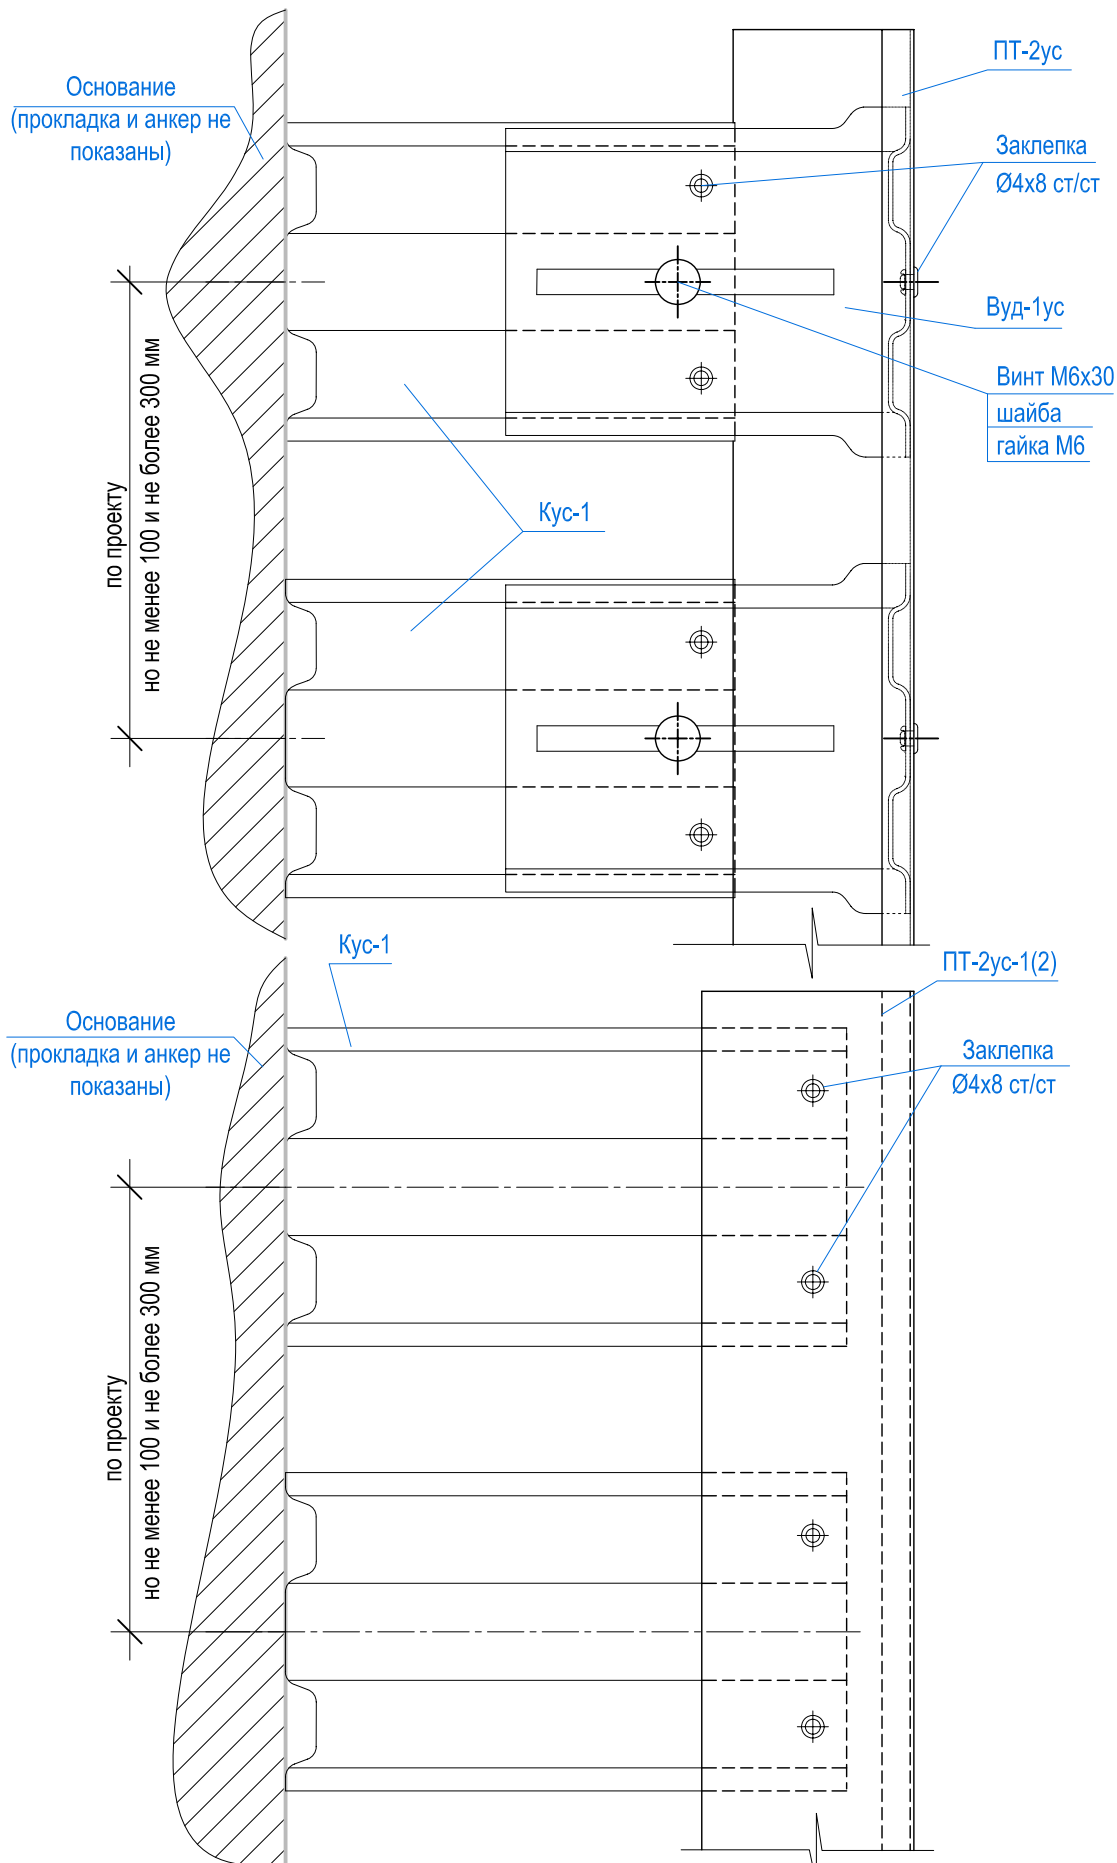 ПТ-2ус
Основание
(прокладка и анкер не
показаны)
Заклепка
Ø4х8 ст/ст
Вуд-1ус
Винт М6х30
шайба
гайка М6
Кус-1
по проекту
но не менее 100 и не более 300 мм
Кус-1
ПТ-2ус-1(2)
Основание
(прокладка и анкер не
показаны)
Заклепка
Ø4х8 ст/ст
по проекту
но не менее 100 и не более 300 мм